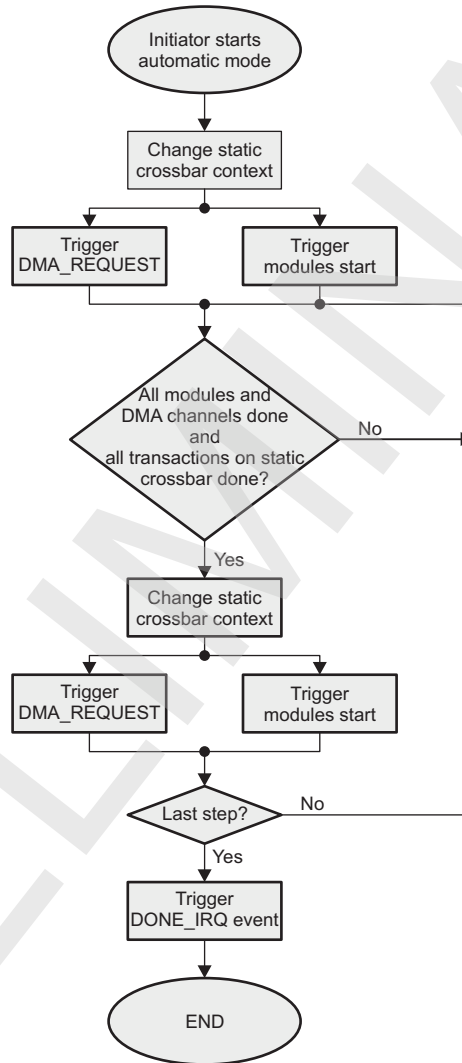 Initiator starts
automatic mode
Change static
crossbar context
Trigger
DMA_REQUEST
Trigger
modules start
All modules and
DMA channels done
and
all transactions on static
crossbar done?
No
Yes
Change static
crossbar context
Trigger
DMA_REQUEST
Trigger
modules start
Last step?
No
Yes
Trigger
DONE_IRQ event
END